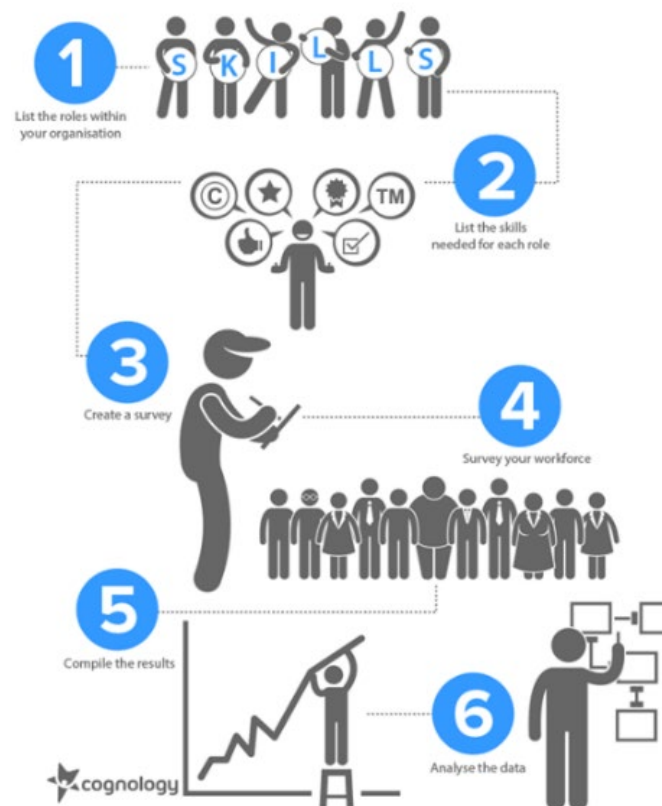 1
SKILLS
List the roles within
your organisation
© TM
2
List the skills
needed for each role
3
Create a survey
4
Survey your workforce
5
Compile the results
6
Analyse the data
cognology